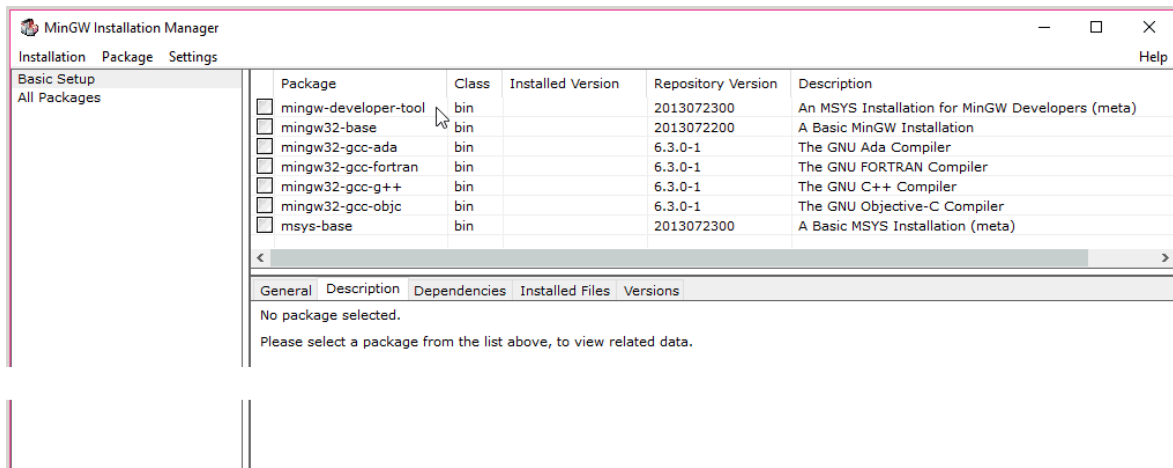 MinGW Installation Manager
Installation Package Settings Help
Basic Setup
All Packages
Package Class Installed Version Repository Version Description
mingw-developer-tool bin 2013072300 An MSYS Installation for MinGW Developers (meta)
mingw32-base bin 2013072200 A Basic MinGW Installation
mingw32-gcc-ada bin 6.3.0-1 The GNU Ada Compiler
mingw32-gcc-fortran bin 6.3.0-1 The GNU FORTRAN Compiler
mingw32-gcc-g++ bin 6.3.0-1 The GNU C++ Compiler
mingw32-gcc-objc bin 6.3.0-1 The GNU Objective-C Compiler
msys-base bin 2013072300 A Basic MSYS Installation (meta)
General Description Dependencies Installed Files Versions
No package selected.
Please select a package from the list above, to view related data.